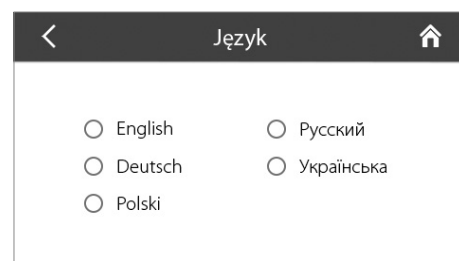 Język
English
Deutsch
Polski
Русский
Українська